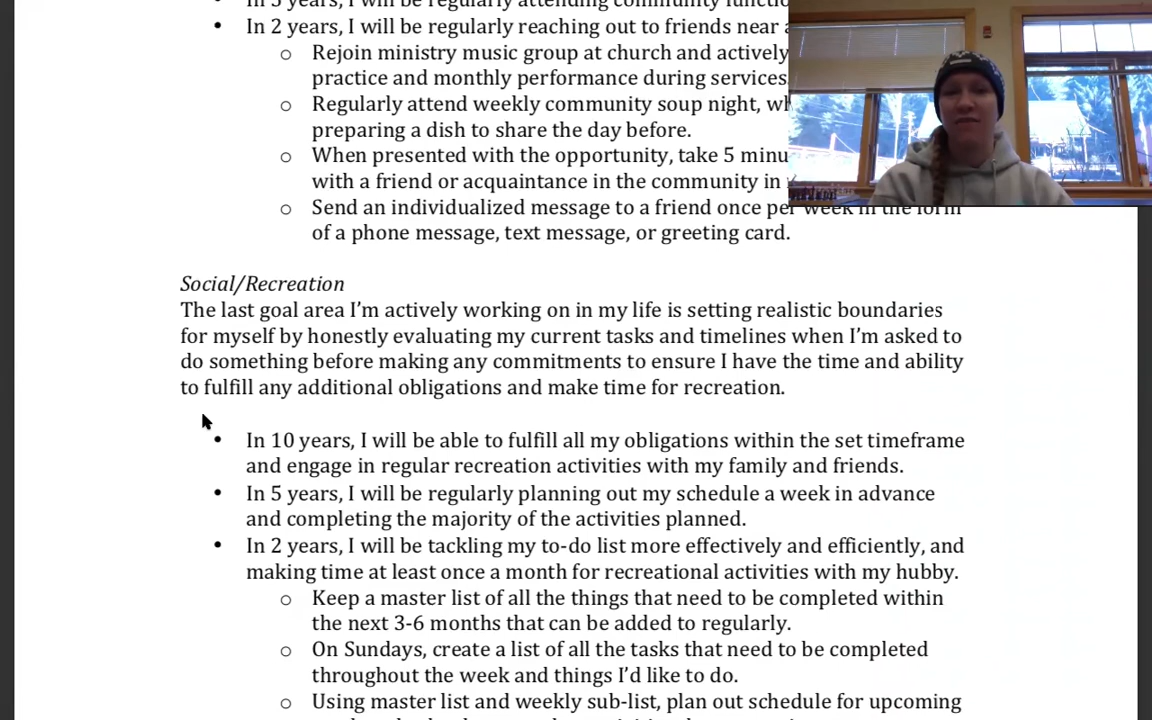 In 5 years, I will be regularly attending community
• In 2 years, I will be regularly reaching out to friends near
o Rejoin ministry music group at church and actively
practice and monthly performance during services
o Regularly attend weekly community soup night,
preparing a dish to share the day before.
o When presented with the opportunity, take 5
with a friend or acquaintance in the community in
o Send an individualized message to a friend once per week in the form
of a phone message, text message, or greeting card.
Social/Recreation
The last goal area I’m actively working on in my life is setting realistic boundaries
for myself by honestly evaluating my current tasks and timelines when I’m asked to
do something before making any commitments to ensure I have the time and ability
to fulfill any additional obligations and make time for recreation.
• In 10 years, I will be able to fulfill all my obligations within the set timeframe
and engage in regular recreation activities with my family and friends.
• In 5 years, I will be regularly planning out my schedule a week in advance
and completing the majority of the activities planned.
• In 2 years, I will be tackling my to-do list more effectively and efficiently, and
making time at least once a month for recreational activities with my hubby.
o Keep a master list of all the things that need to be completed within
the next 3-6 months that can be added to regularly.
o On Sundays, create a list of all the tasks that need to be completed
throughout the week and things I’d like to do.
o Using master list and weekly sub-list, plan out schedule for upcoming